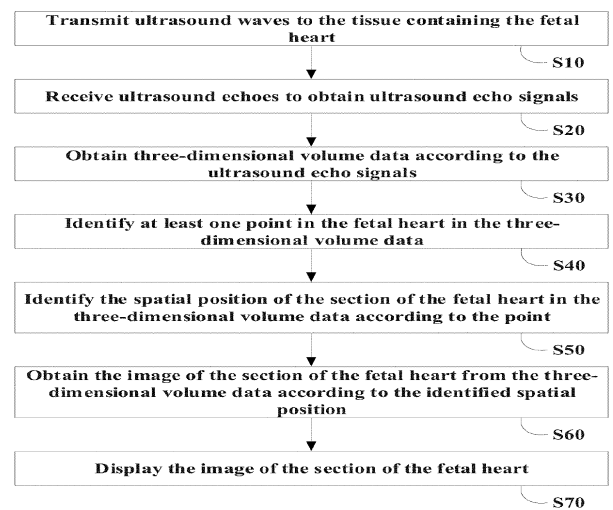 Transmit ultrasound waves to the tissue containing the fetal
heart
S10
Receive ultrasound echoes to obtain ultrasound echo signals
S20
Obtain three-dimensional volume data according to the
ultrasound echo signals
S30
Identify at least one point in the fetal heart in the three-
dimensional volume data
S40
Identify the spatial position of the section of the fetal heart in the
three-dimensional volume data according to the point
S50
Obtain the image of the section of the fetal heart from the three-
dimensional volume data according to the identified spatial
position
S60
Display the image of the section of the fetal heart
S70